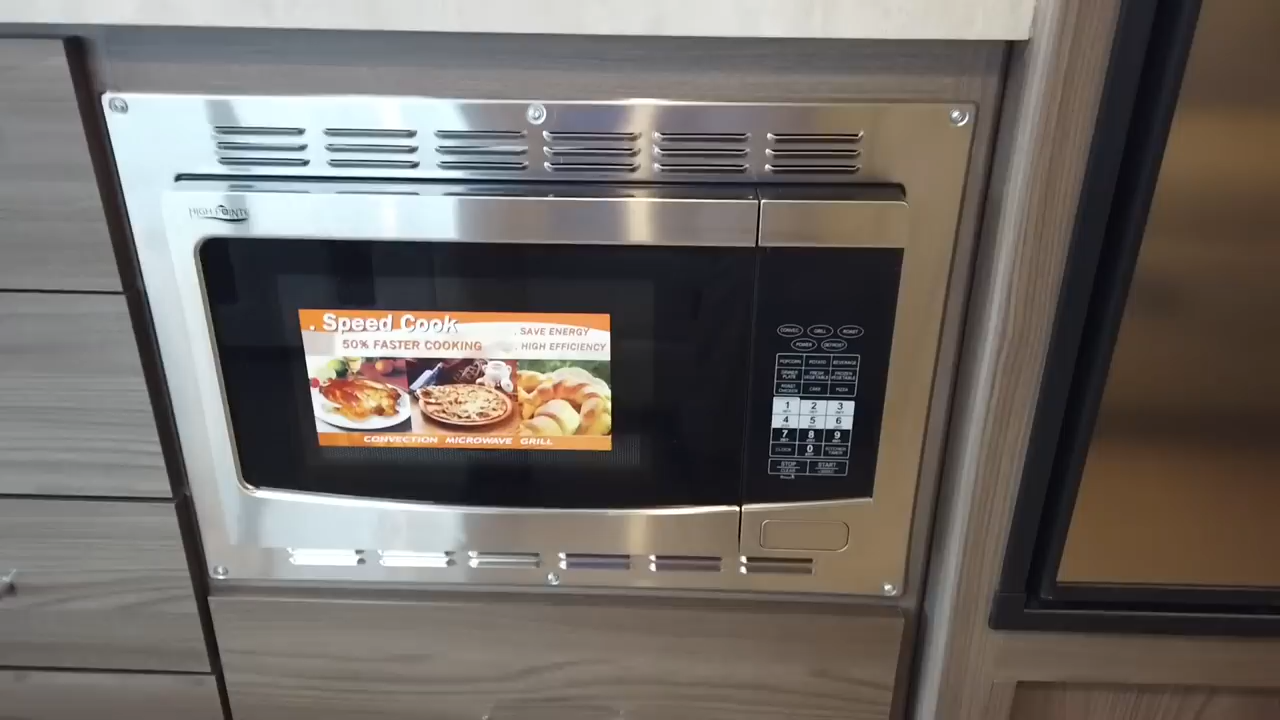 HIGH POINTE
. Speed Cook
. SAVE ENERGY
50% FASTER COOKING
. HIGH EFFICIENCY
CONVECTION MICROWAVE GRILL
CONVEC. GRILL ROAST
POWER DEFROST
POPCORN POTATO BEVERAGE
DINNER PLATE FRESH VEGETABLE FROZEN VEGETABLE
ROAST CHICKEN CAKE PIZZA
1 2 3
4 5 6
7 8 9
CLOCK 0 KITCHEN TIMER
STOP START
CLEAR